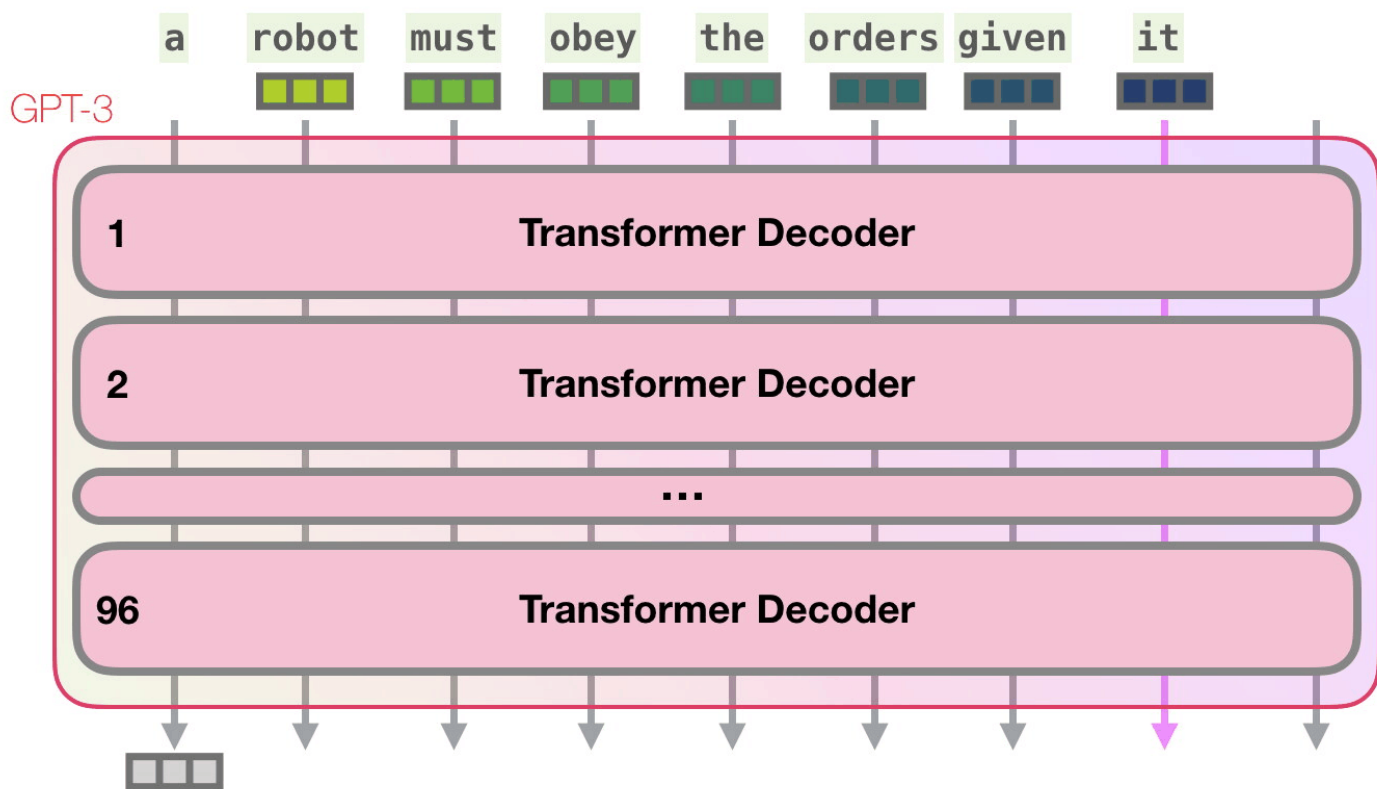 a robot must obey the orders given it
GPT-3
1 Transformer Decoder
2 Transformer Decoder
...
96 Transformer Decoder